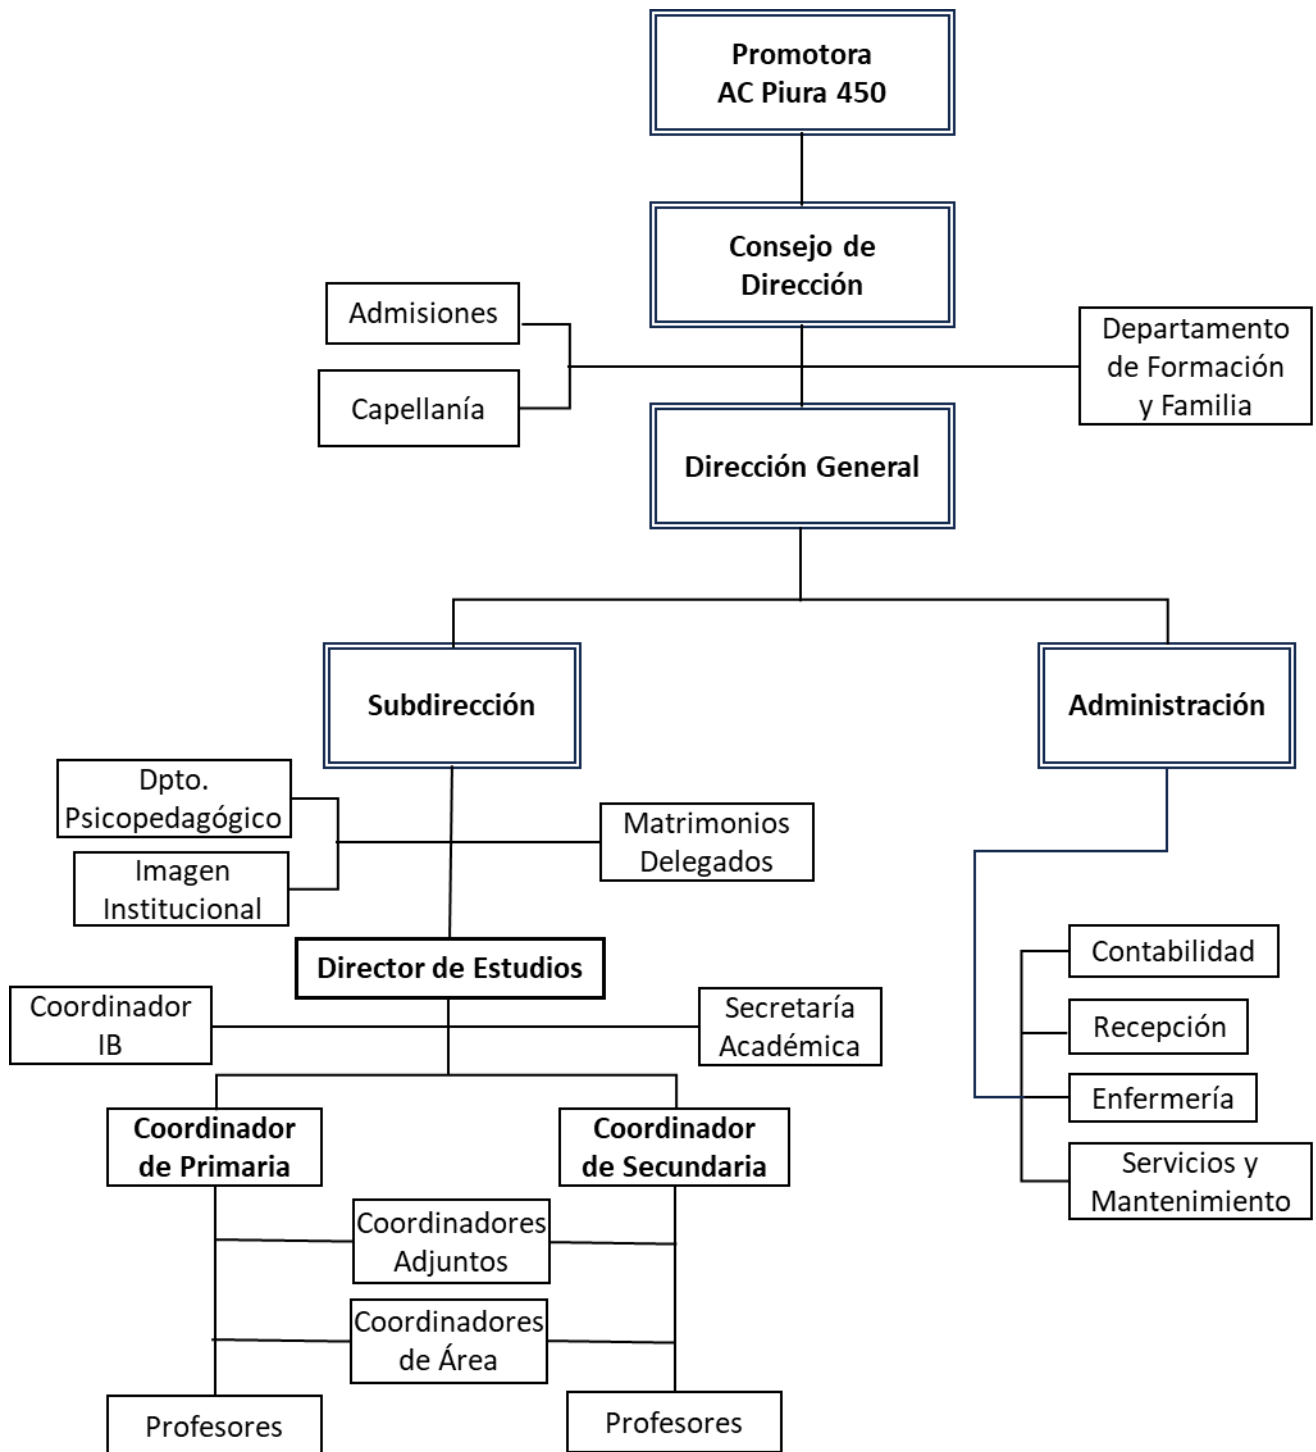 Promotora
AC Piura 450
Consejo de
Dirección
Admisiones
Capellanía
Departamento
de Formación
y Familia
Dirección General
Subdirección
Administración
Dpto.
Psicopedagógico
Imagen
Institucional
Matrimonios
Delegados
Director de Estudios
Coordinador
IB
Secretaría
Académica
Coordinador
de Primaria
Coordinador
de Secundaria
Coordinadores
Adjuntos
Coordinadores
de Área
Profesores
Profesores
Contabilidad
Recepción
Enfermería
Servicios y
Mantenimiento